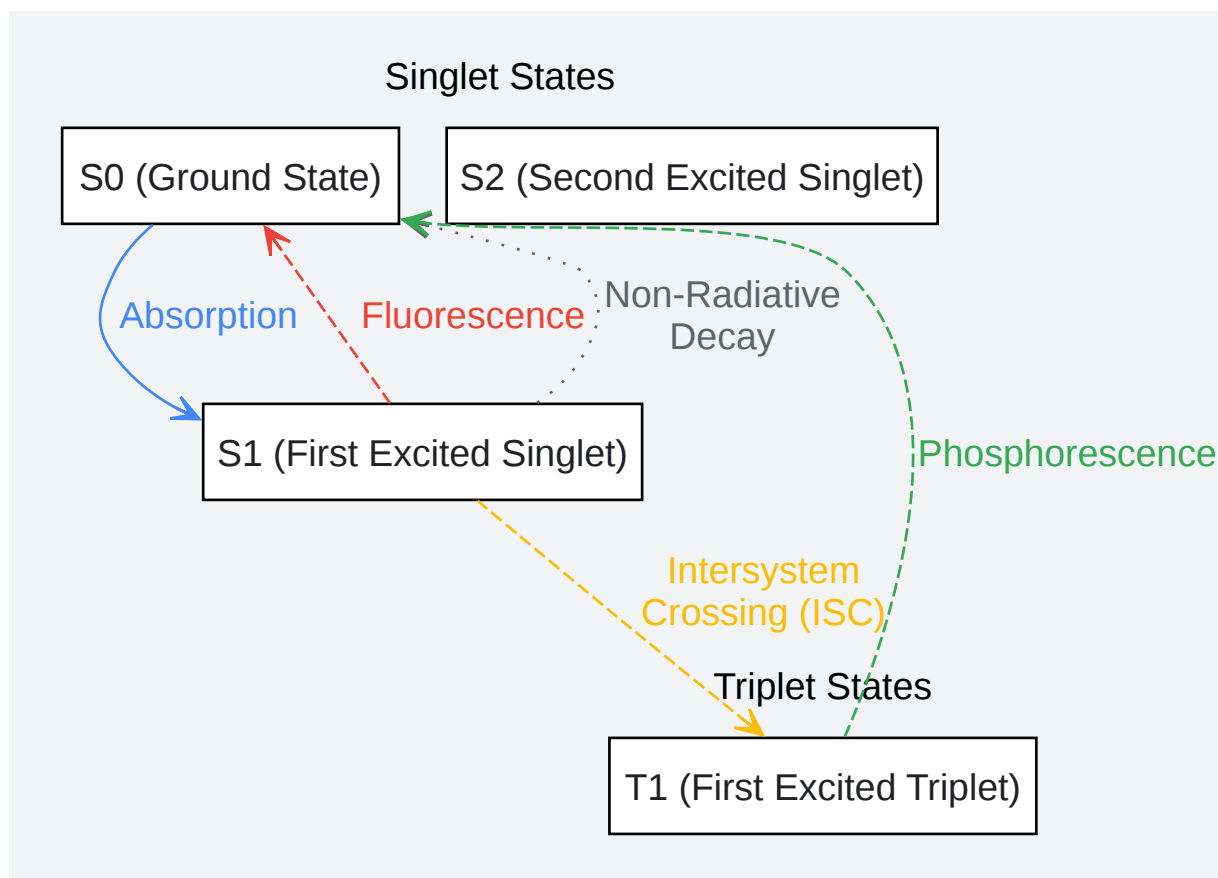 Singlet States
S0 (Ground State)
S2 (Second Excited Singlet)
Absorption
Fluorescence
Non-Radiative
Decay
S1 (First Excited Singlet)
Phosphorescence
Intersystem
Crossing (ISC)
Triplet States
T1 (First Excited Triplet)